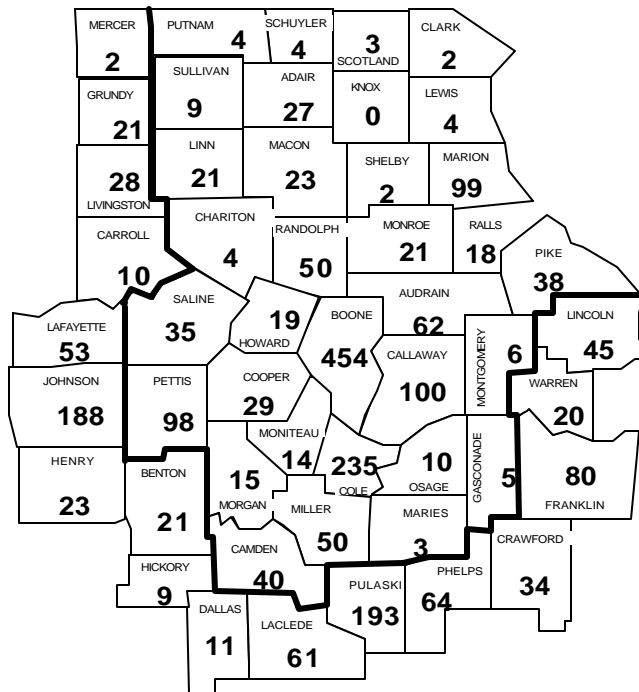 MERCER
2
PUTNAM
4
SCHUYLER
4
3
SCOTLAND
CLARK
2
GRUNDY
21
SULLIVAN
9
ADAIR
27
KNOX
0
LEWIS
4
28
LIVINGSTON
LINN
21
MACON
23
SHELBY
2
MARION
99
CARROLL
10
CHARITON
4
RANDOLPH
50
MONROE
21
RALLS
18
PIKE
38
LAFAYETTE
53
SALINE
35
19
HOWARD
BOONE
454
AUDRAIN
62
MONTGOMERY
6
LINCOLN
45
JOHNSON
188
PETTIS
98
COOPER
29
CALLAWAY
100
WARREN
20
HENRY
23
BENTON
21
15
MORGAN
MONITEAU
14
235
COLE
10
OSAGE
GASCONADE
5
80
FRANKLIN
MILLER
50
MARIES
3
HICKORY
9
CAMDEN
40
PULASKI
193
PHELPS
64
CRAWFORD
34
DALLAS
11
LACLEDE
61